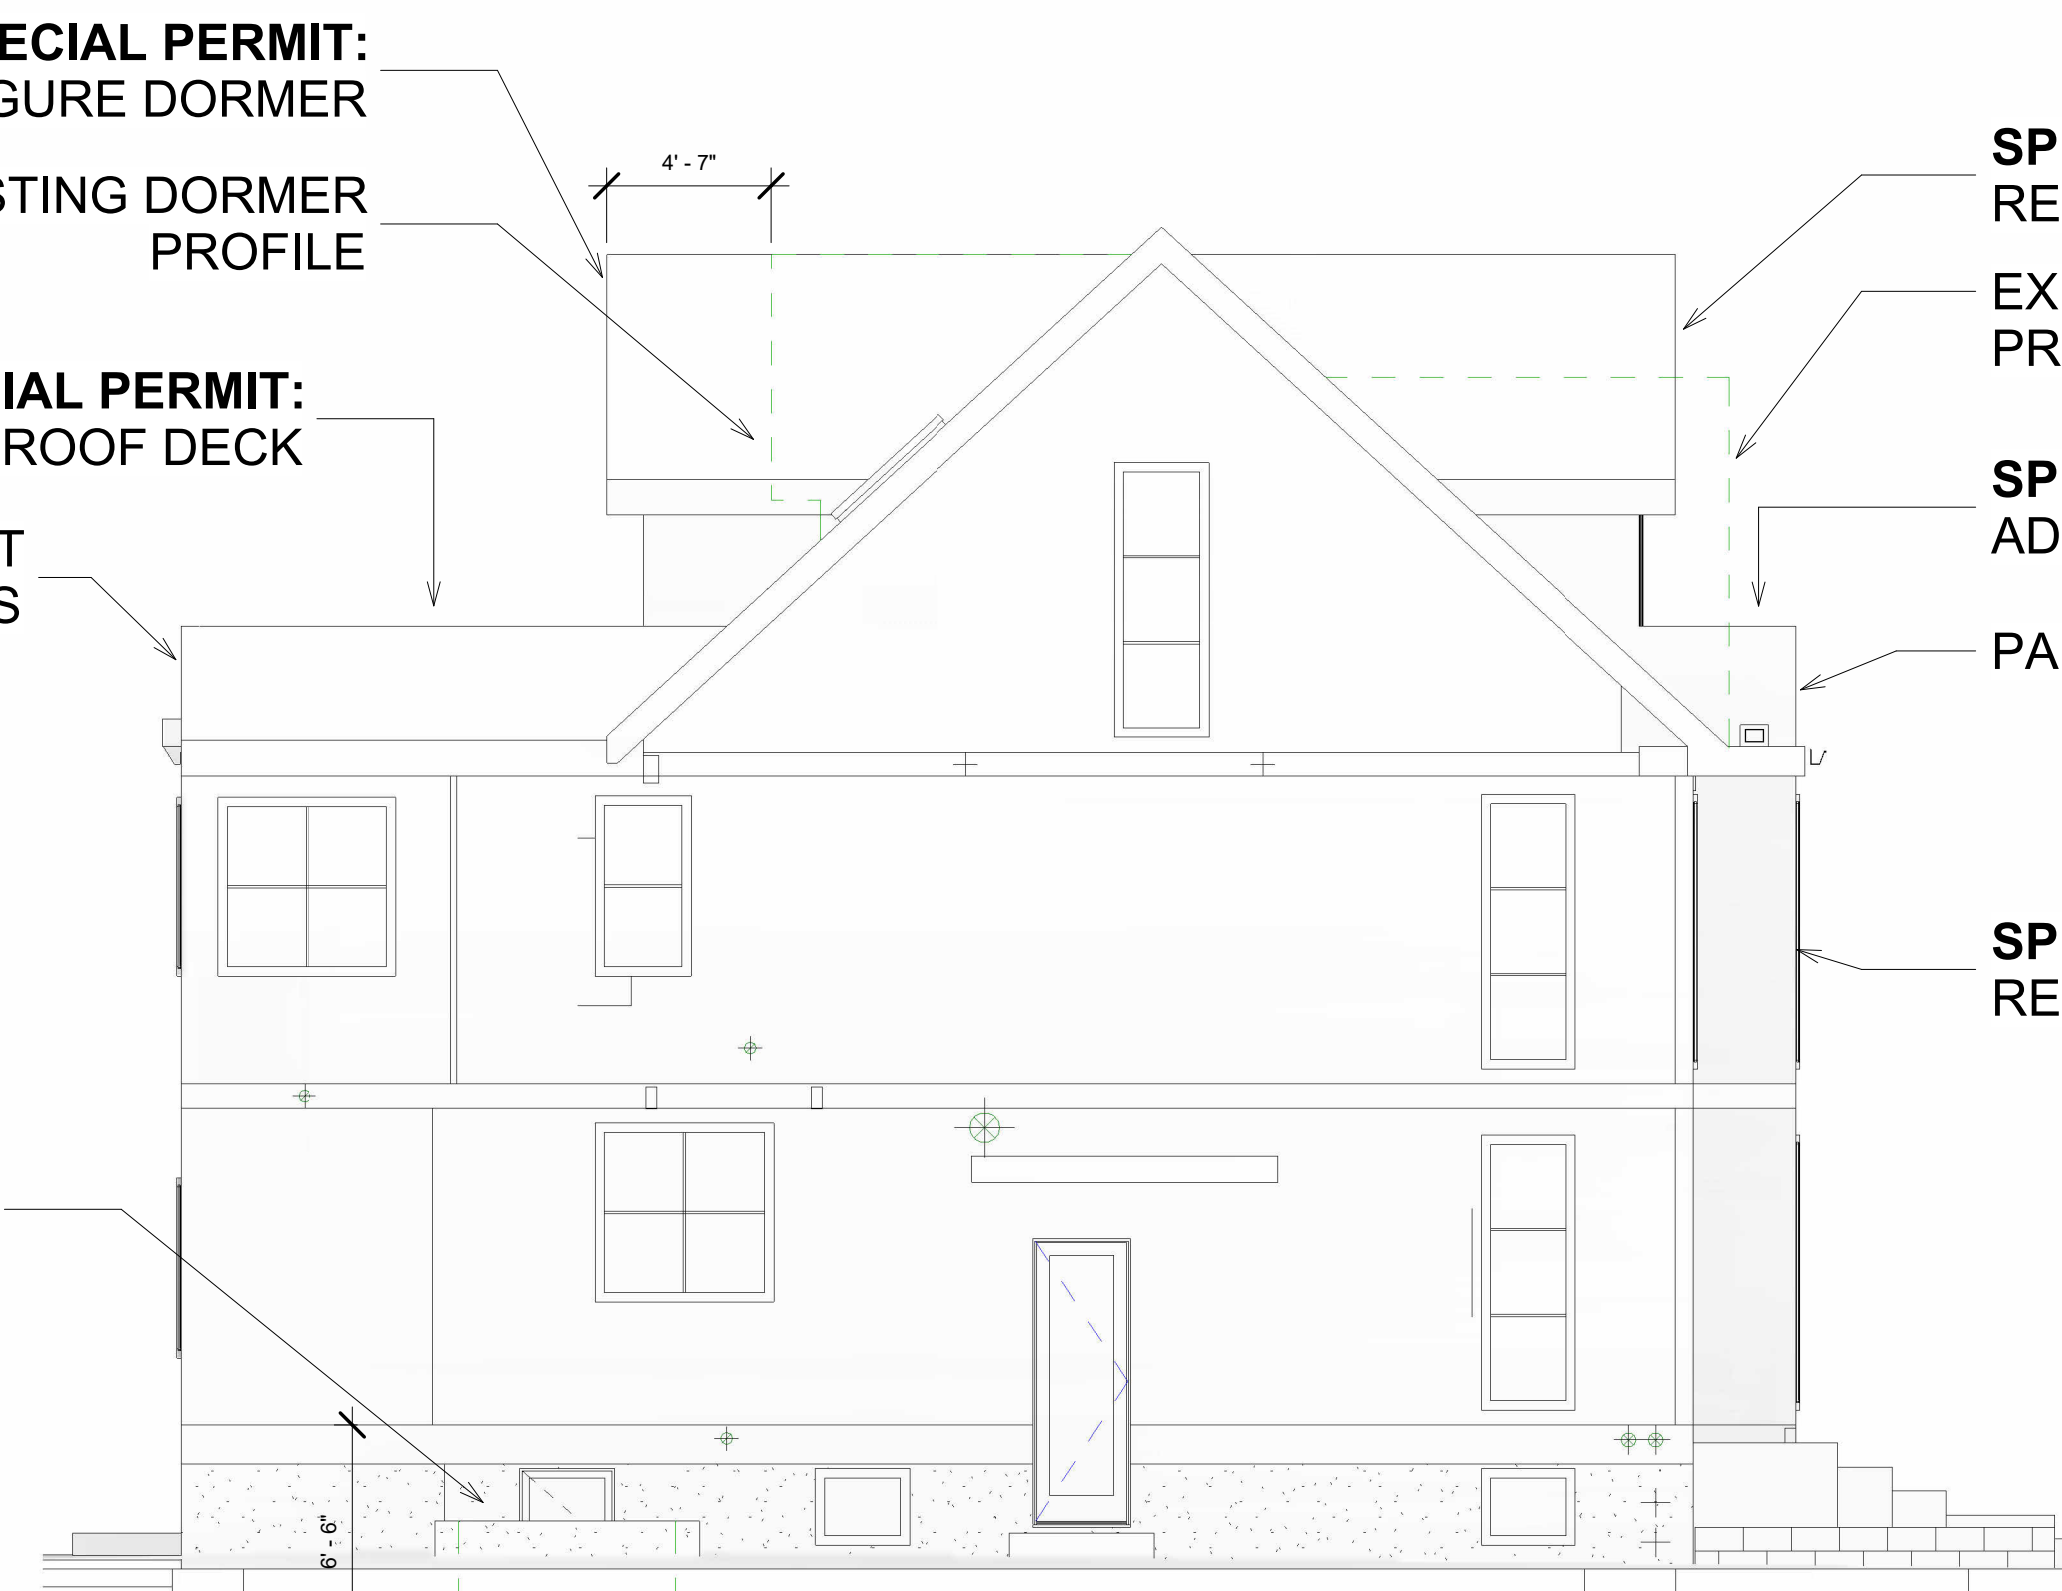 ECIAL PERMIT:
GURE DORMER
STING DORMER
PROFILE
IAL PERMIT:
ROOF DECK
T
S
4' - 7"
6' - 6"
SP
RE
EX
PR
SP
AD
PA
SP
RE